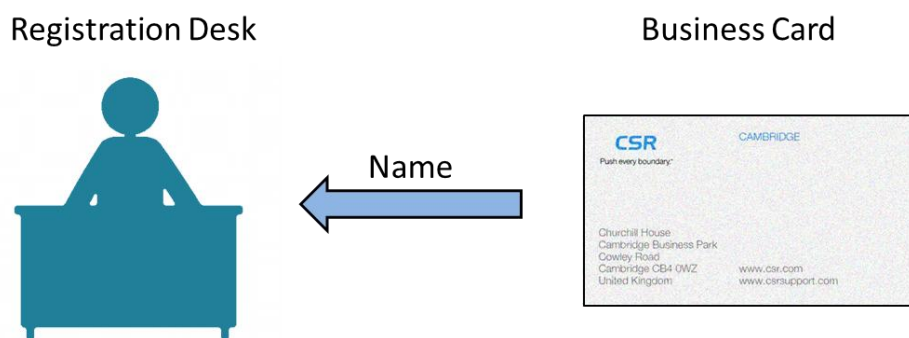 Registration Desk
Business Card
Name
CSR
Push every boundary.™
CAMBRIDGE
Churchill House
Cambridge Business Park
Cowley Road
Cambridge CB4 0WZ
United Kingdom
www.csr.com
www.csrsupport.com